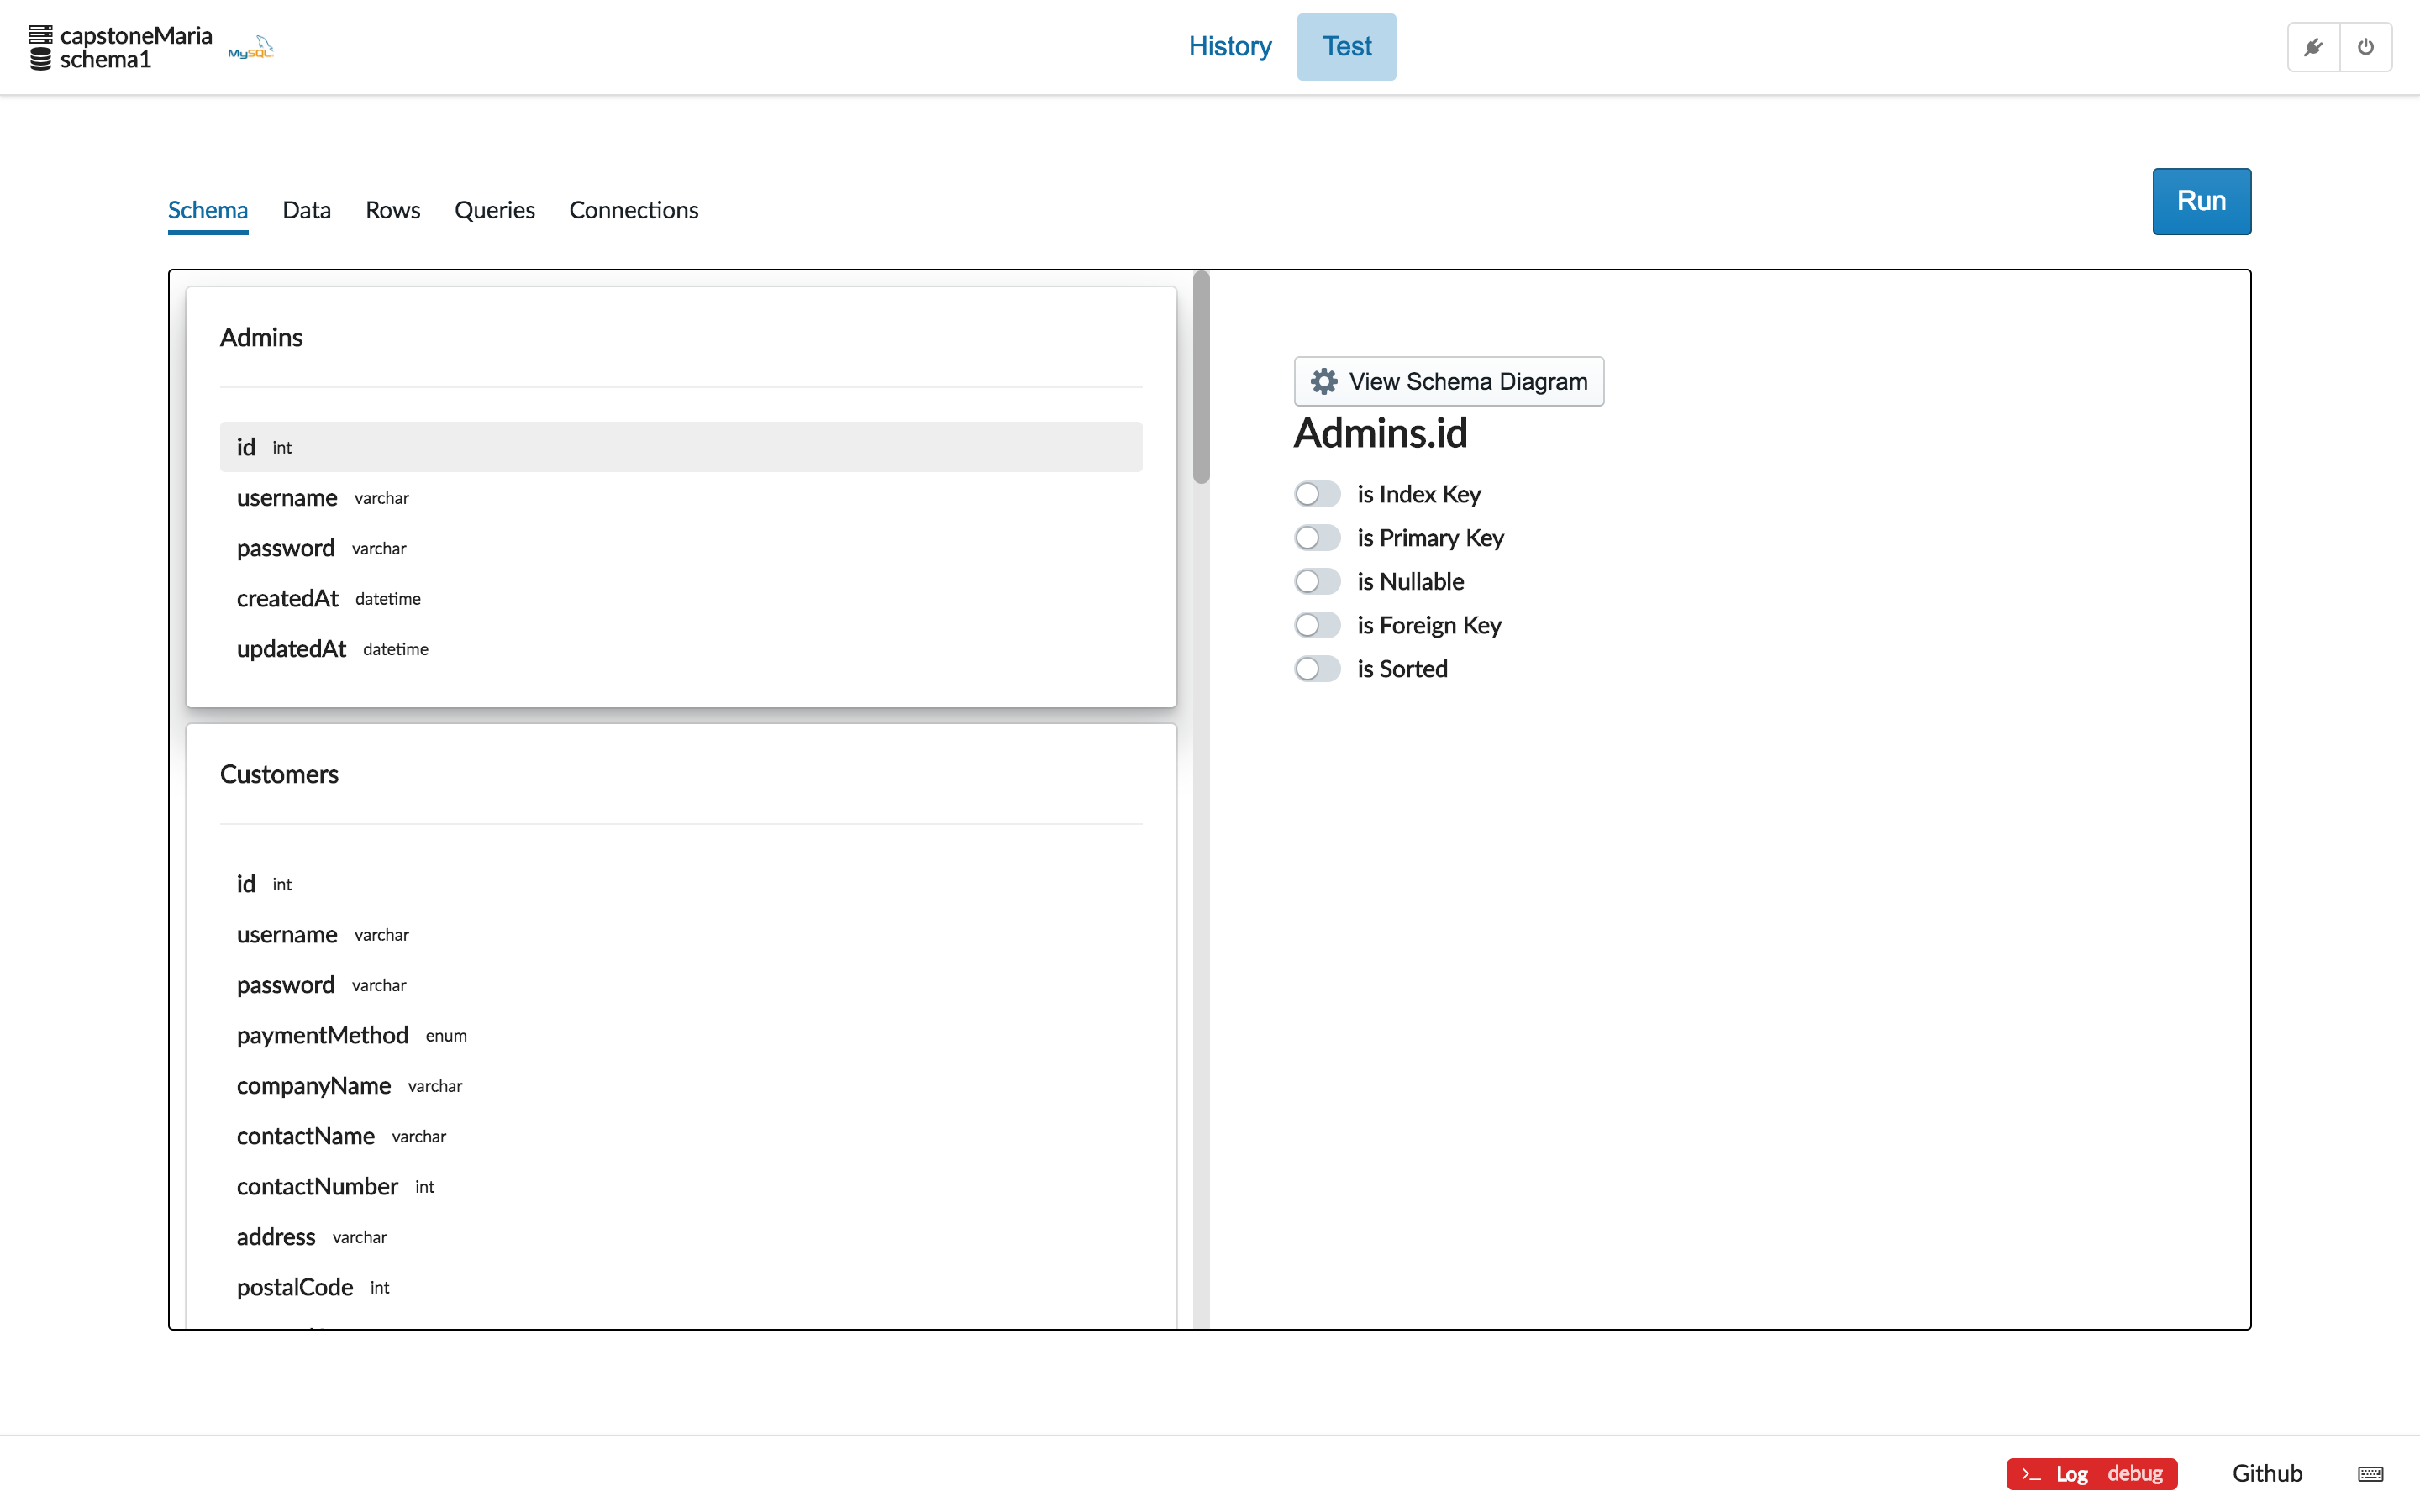 capstoneMaria
schema1
MySQL
History
Test
Schema
Data
Rows
Queries
Connections
Run
Admins
id int
username varchar
password varchar
createdAt datetime
updatedAt datetime
Customers
id int
username varchar
password varchar
paymentMethod enum
companyName varchar
contactName varchar
contactNumber int
address varchar
postalCode int
View Schema Diagram
Admins.id
is Index Key
is Primary Key
is Nullable
is Foreign Key
is Sorted
>_ Log debug
Github